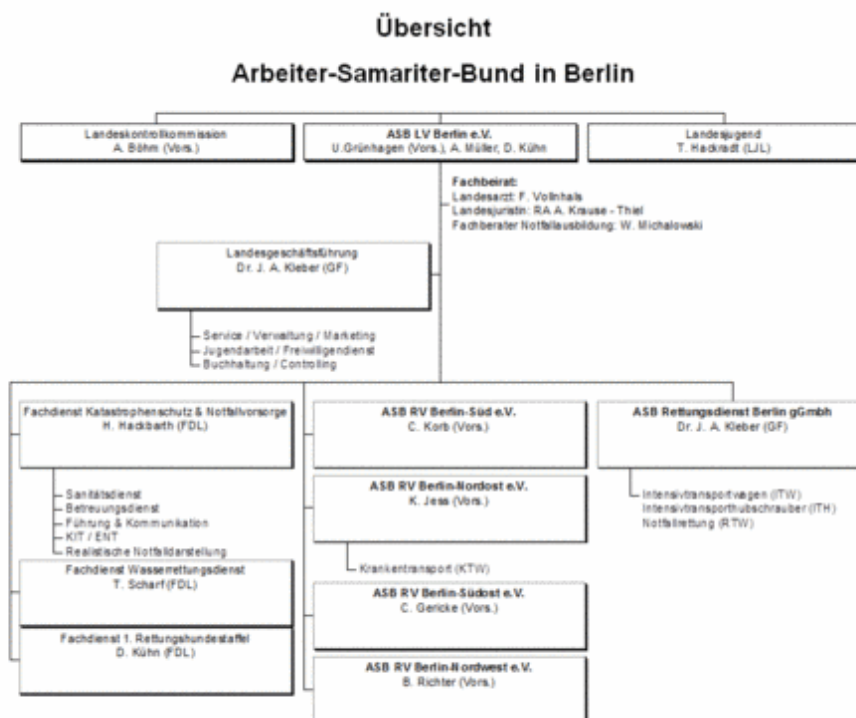 Übersicht
Arbeiter-Samariter-Bund in Berlin
Landeskontrollkommission
A. Böhm (Vors.)
ASB LV Berlin e.V.
U.Grünhagen (Vors.), A. Müller, D. Kühn
Landesjugend
T. Hackradt (LJL)
Fachbeirat:
Landesarzt: F. Vollnhals
Landesjuristin: RA A. Krause - Thiel
Fachberater Notfallausbildung: W. Michalowski
Landesgeschäftsführung
Dr. J. A. Kleber (GF)
Service / Verwaltung / Marketing
Jugendarbeit / Freiwilligendienst
Buchhaltung / Controlling
Fachdienst Katastrophenschutz & Notfallvorsorge
H. Hackbarth (FDL)
Sanitätsdienst
Betreuungsdienst
Führung & Kommunikation
KIT / ENT
Realistische Notfalldarstellung
Fachdienst Wasserrettungsdienst
T. Scharf (FDL)
Fachdienst 1. Rettungshundestaffel
D. Kühn (FDL)
ASB RV Berlin-Süd e.V.
C. Korb (Vors.)
ASB RV Berlin-Nordost e.V.
K. Jess (Vors.)
Krankentransport (KTW)
ASB RV Berlin-Südost e.V.
C. Gericke (Vors.)
ASB RV Berlin-Nordwest e.V.
B. Richter (Vors.)
ASB Rettungsdienst Berlin gGmbh
Dr. J. A. Kleber (GF)
Intensivtransportwagen (ITW)
Intensivtransporthubschrauber (ITH)
Notfallrettung (RTW)